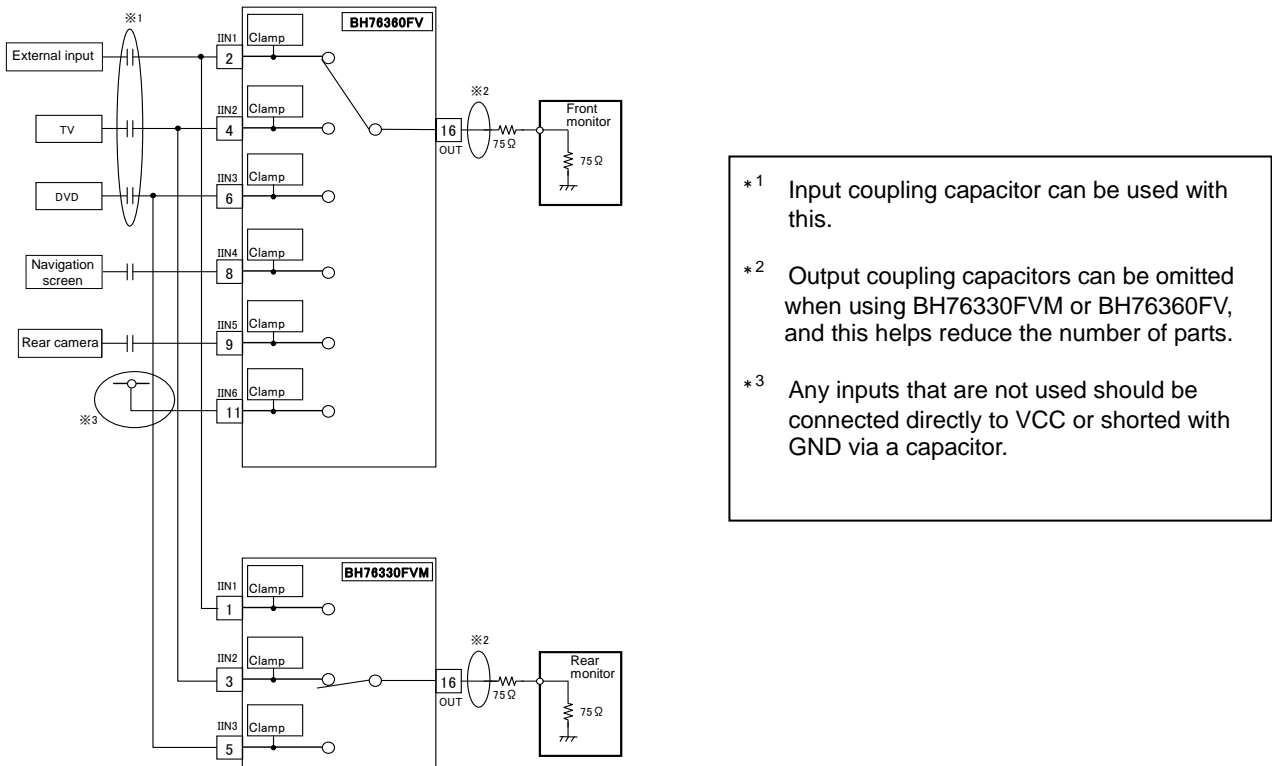 ※1
BH76360FV
External input
IIN1
Clamp
2
TV
IIN2
Clamp
4
※2
16
OUT
75Ω
Front
monitor
75Ω
DVD
IIN3
Clamp
6
Navigation
screen
IIN4
Clamp
8
Rear camera
IIN5
Clamp
9
※3
IIN6
Clamp
11
BH76330FVM
IIN1
Clamp
1
IIN2
Clamp
3
※2
16
OUT
75Ω
Rear
monitor
75Ω
IIN3
Clamp
5
*1 Input coupling capacitor can be used with
this.
*2 Output coupling capacitors can be omitted
when using BH76330FVM or BH76360FV,
and this helps reduce the number of parts.
*3 Any inputs that are not used should be
connected directly to VCC or shorted with
GND via a capacitor.